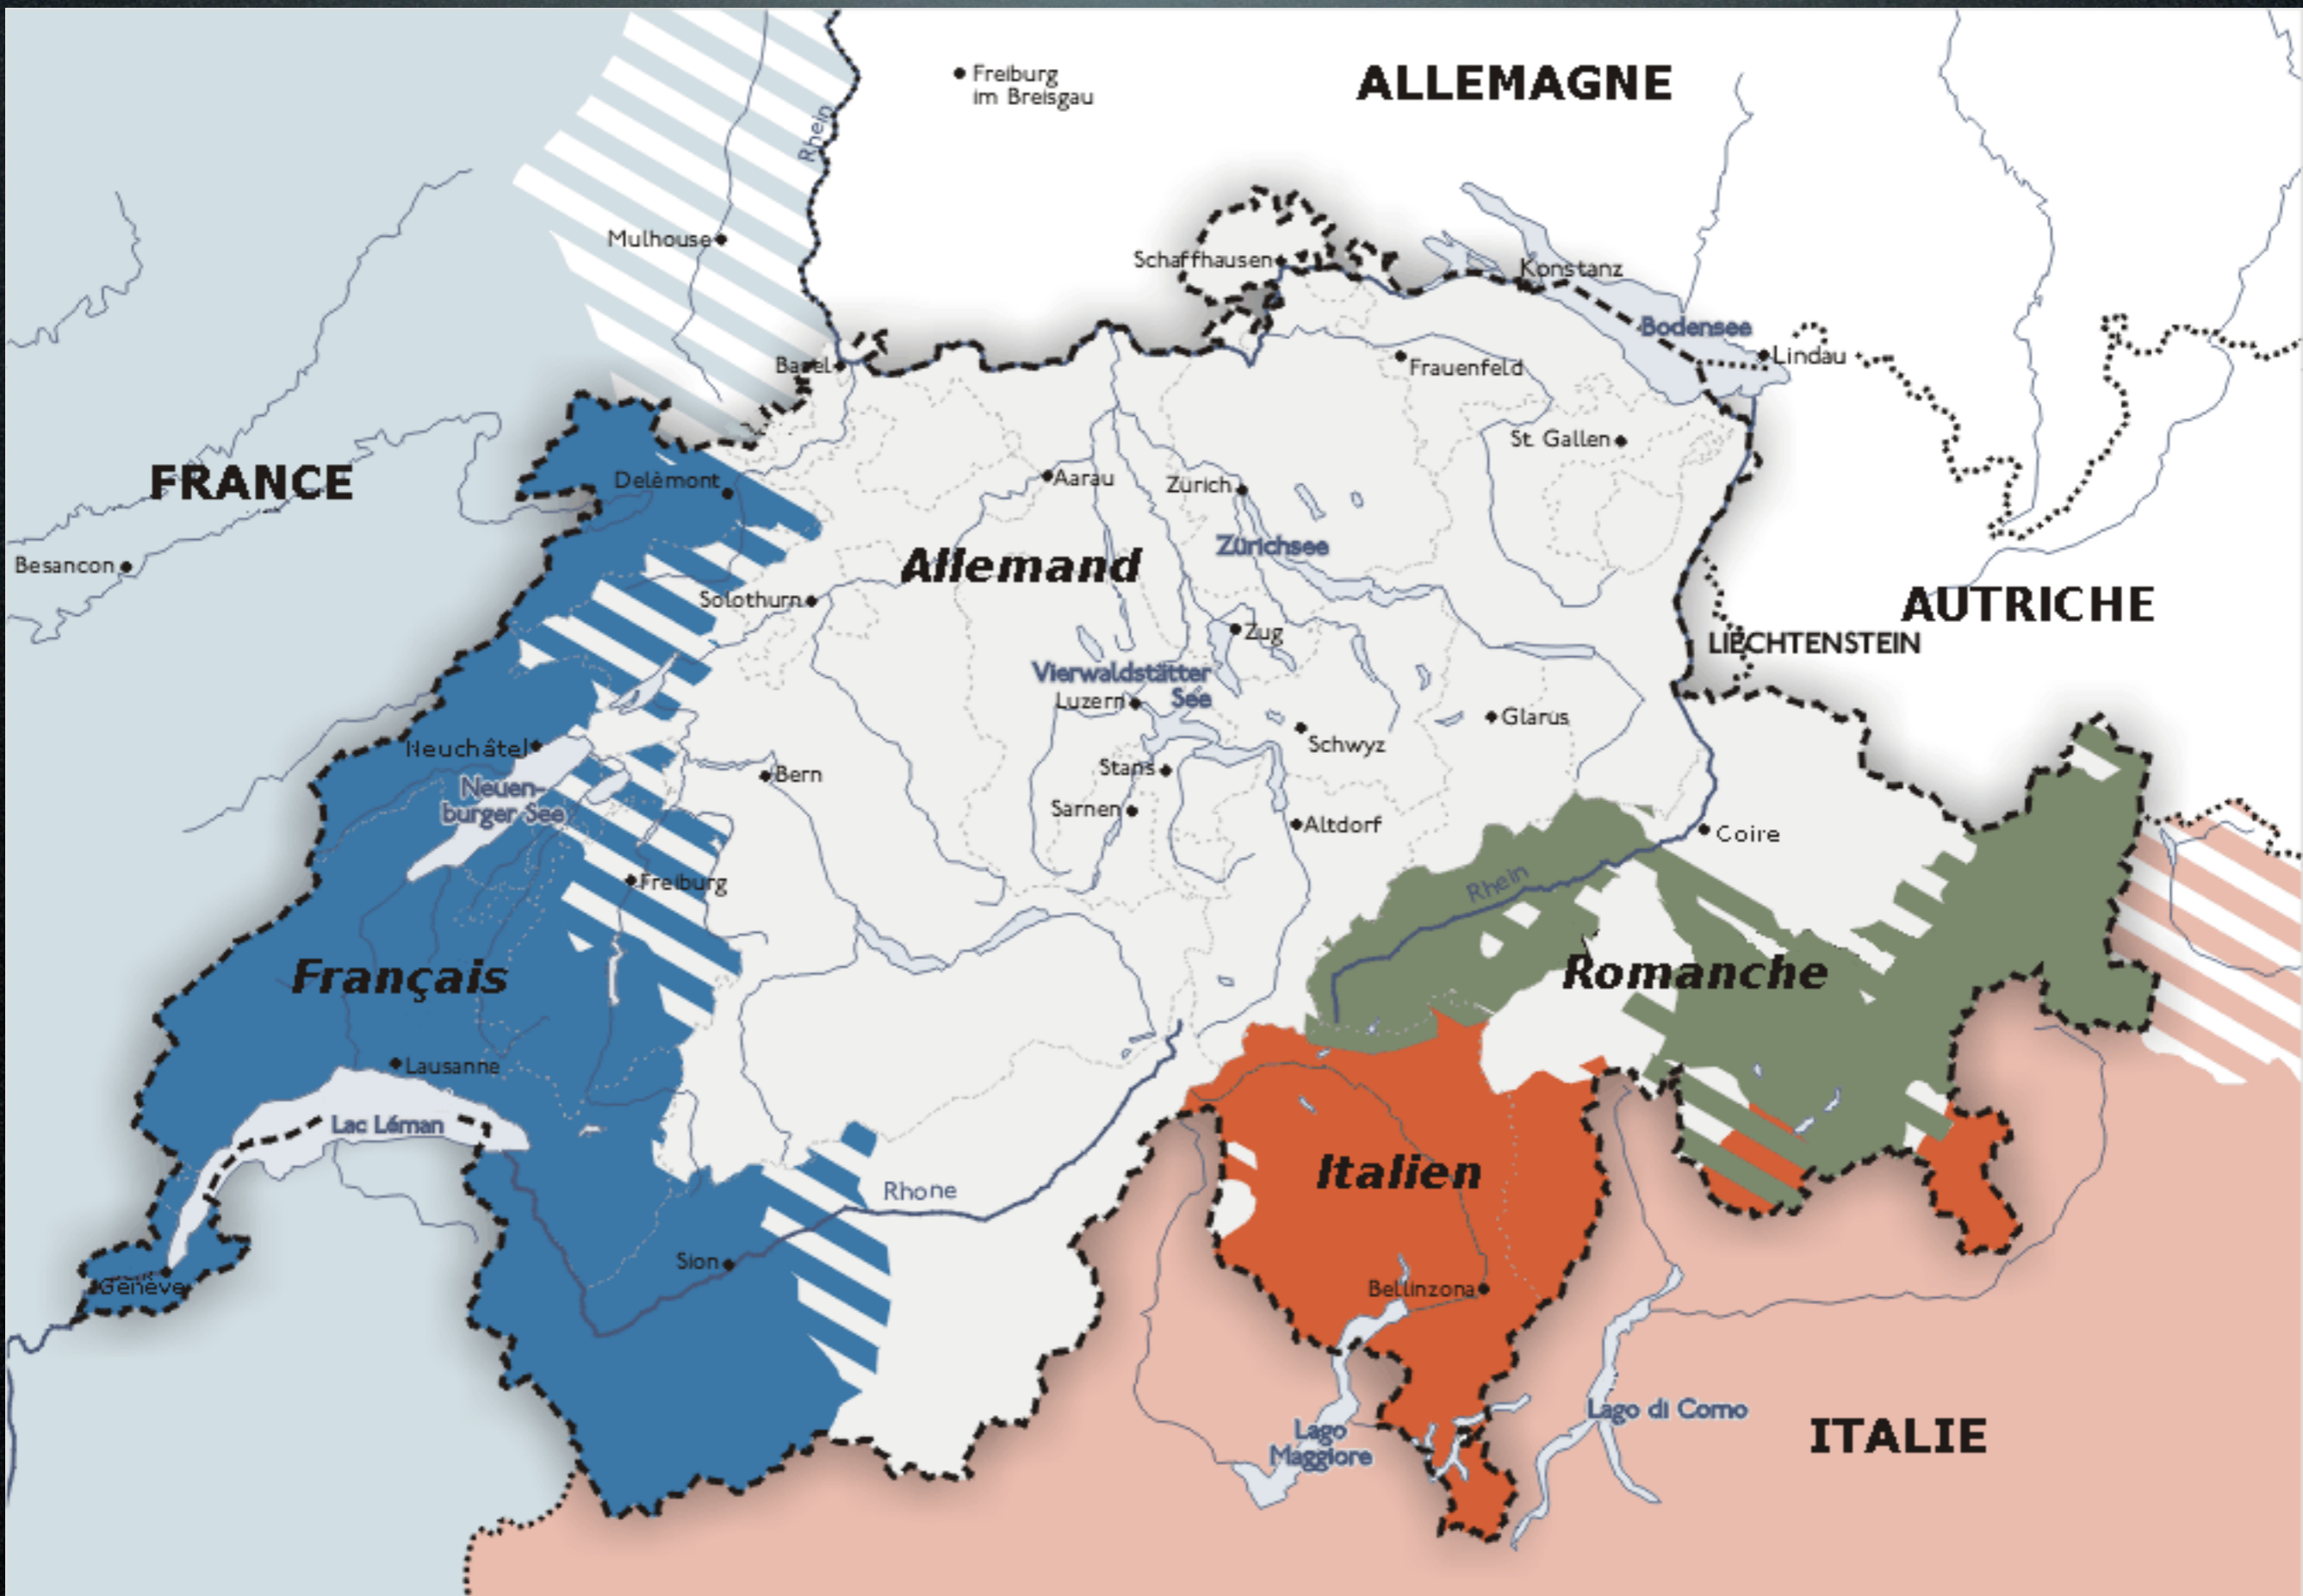 Freiburg
im Breisgau
ALLEMAGNE
Rhein
Mulhouse
Schaffhausen
Konstanz
Bodensee
Lindau
Basel
Frauenfeld
St. Gallen
FRANCE
Delèmont
Aarau
Zürich
Zürichsee
Besancon
Allemand
Solothurn
AUTRICHE
Zug
LIECHTENSTEIN
Vierwaldstätter
See
Luzern
Glarus
Schwyz
Neuchâtel
Neuen-
burger See
Bern
Stans
Sarnen
Altdorf
Coire
Freiburg
Rhein
Français
Romanche
Lausanne
Lac Léman
Italien
Rhone
Sion
Genève
Bellinzona
Lago di Como
Lago
Maggiore
ITALIE